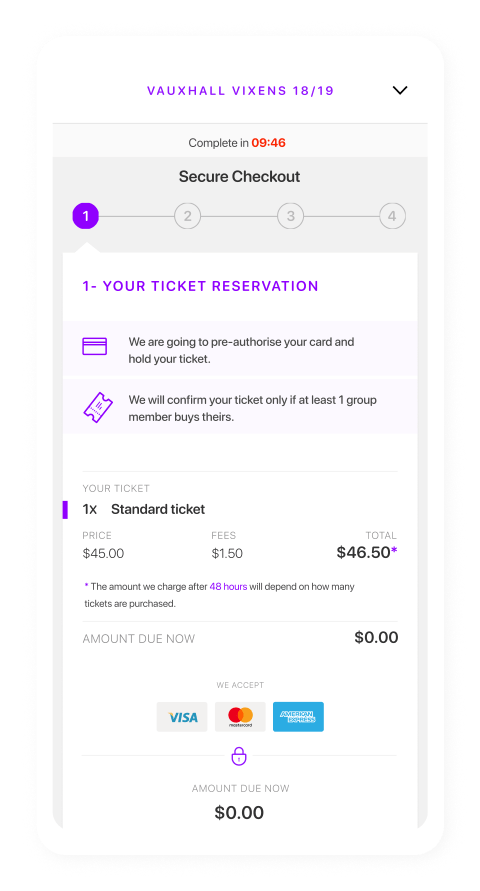 VAUXHALL VIXENS 18/19
Complete in 09:46
Secure Checkout
1 2 3 4
1- YOUR TICKET RESERVATION
We are going to pre-authorise your card and
hold your ticket.
We will confirm your ticket only if at least 1 group
member buys theirs.
YOUR TICKET
1x Standard ticket
PRICE FEES TOTAL
$45.00 $1.50 $46.50*
* The amount we charge after 48 hours will depend on how many
tickets are purchased.
AMOUNT DUE NOW $0.00
WE ACCEPT
VISA mastercard AMERICAN
EXPRESS
AMOUNT DUE NOW
$0.00